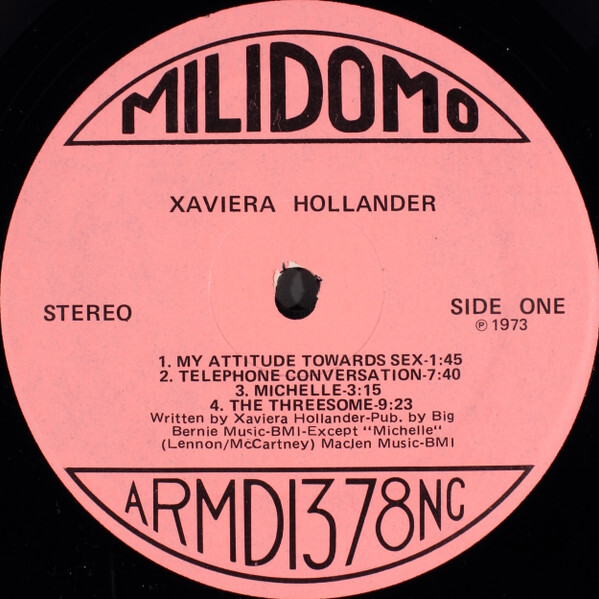 MILIDOMO
XAVIERA HOLLANDER
STEREO
SIDE ONE
℗ 1973
1. MY ATTITUDE TOWARDS SEX-1:45
2. TELEPHONE CONVERSATION-7:40
3. MICHELLE-3:15
4. THE THREESOME-9:23
Written by Xaviera Hollander-Pub. by Big
Bernie Music-BMI-Except "Michelle"
(Lennon/McCartney) MacJen Music-BMI
ARMD1378NC